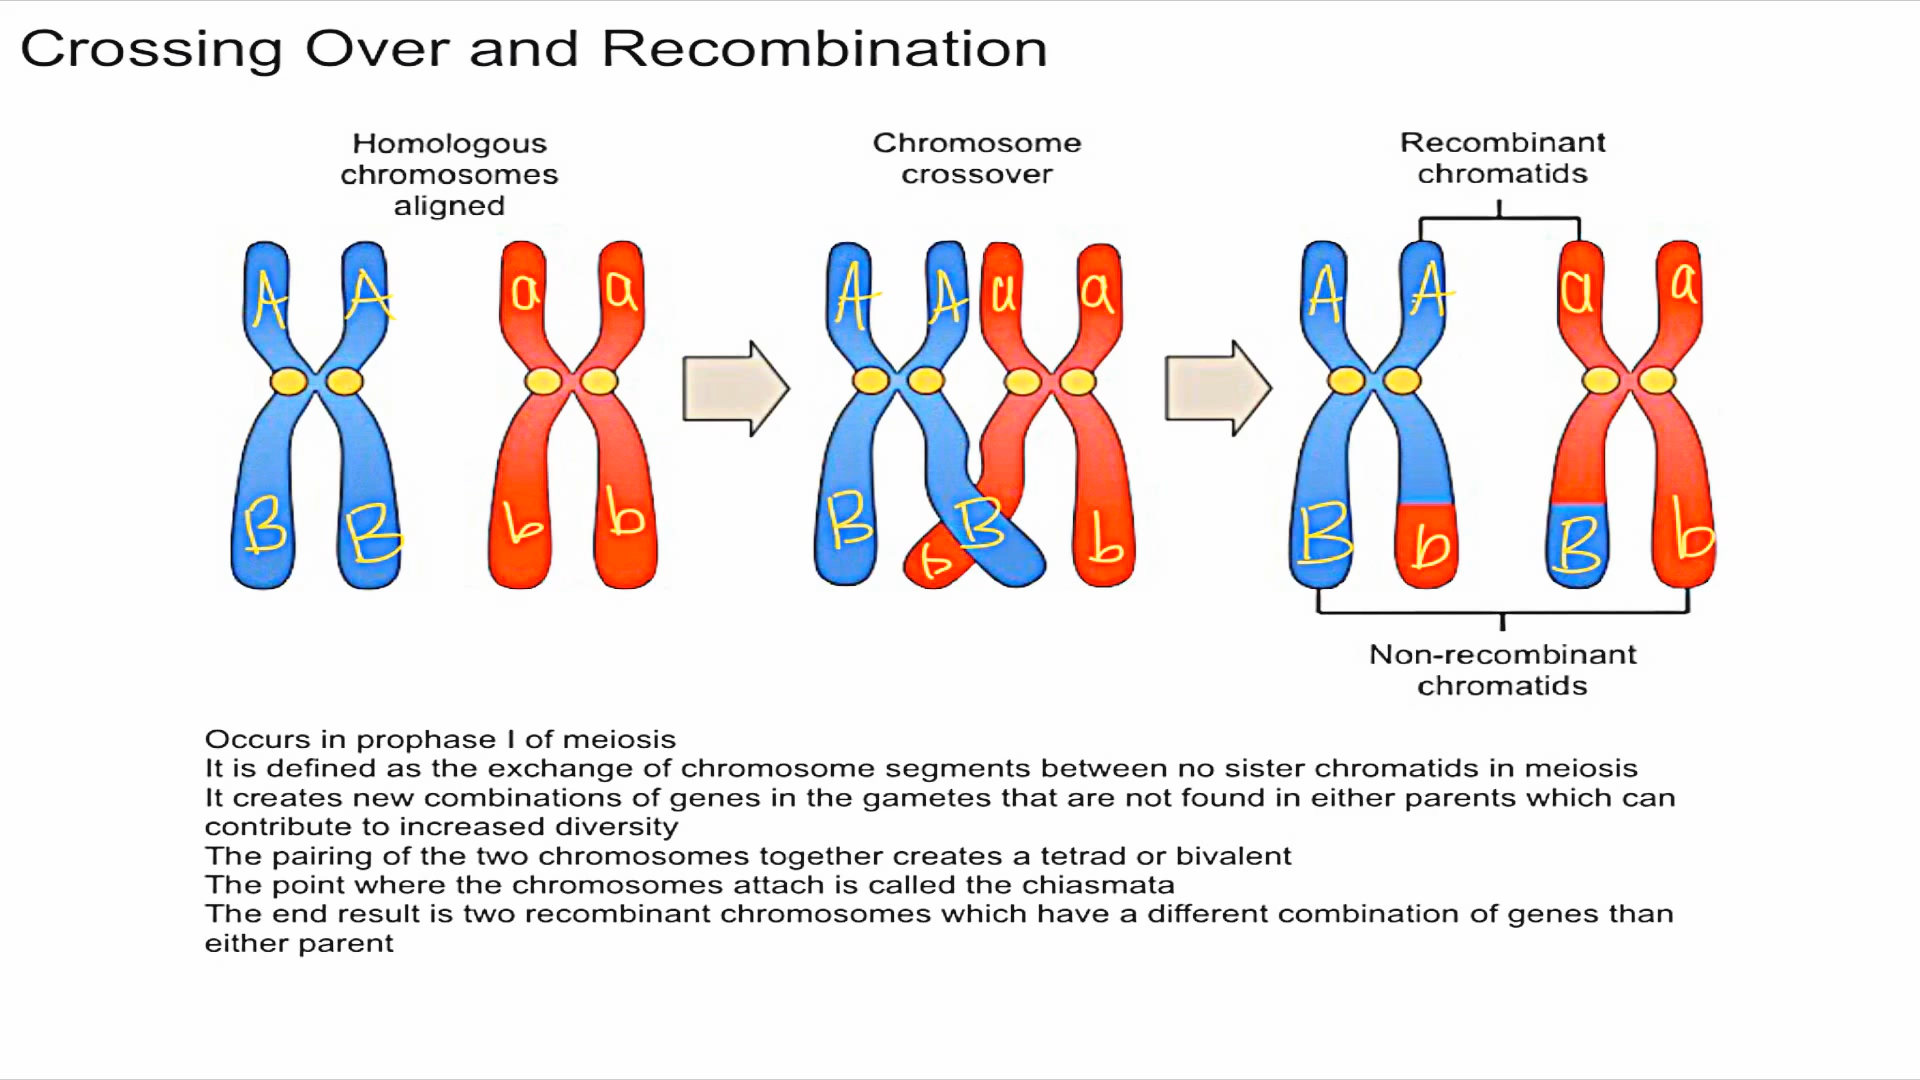 Crossing Over and Recombination
Homologous
chromosomes
aligned
Chromosome
crossover
Recombinant
chromatids
A A a a A A a a A A a a
B B b b B b B b B b B b
Non-recombinant
chromatids
Occurs in prophase I of meiosis
It is defined as the exchange of chromosome segments between no sister chromatids in meiosis
It creates new combinations of genes in the gametes that are not found in either parents which can
contribute to increased diversity
The pairing of the two chromosomes together creates a tetrad or bivalent
The point where the chromosomes attach is called the chiasmata
The end result is two recombinant chromosomes which have a different combination of genes than
either parent